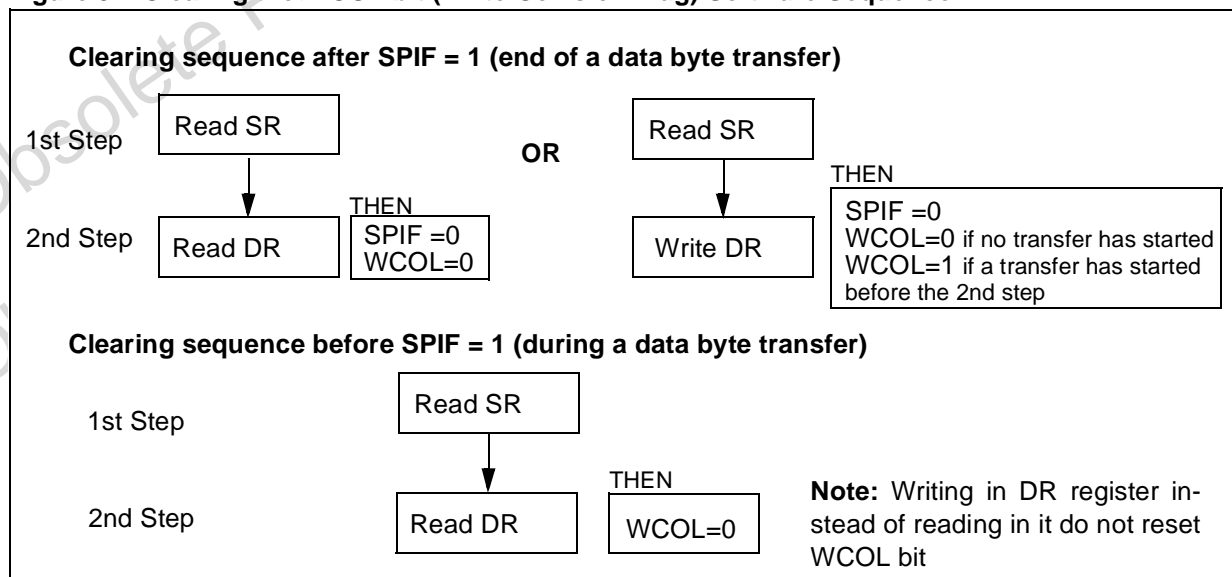 Clearing sequence after SPIF = 1 (end of a data byte transfer)
1st Step
Read SR
OR
Read SR
THEN
2nd Step
Read DR
THEN
SPIF =0
WCOL=0
Write DR
SPIF =0
WCOL=0 if no transfer has started
WCOL=1 if a transfer has started
before the 2nd step
Clearing sequence before SPIF = 1 (during a data byte transfer)
1st Step
Read SR
2nd Step
Read DR
THEN
WCOL=0
Note: Writing in DR register in-
stead of reading in it do not reset
WCOL bit